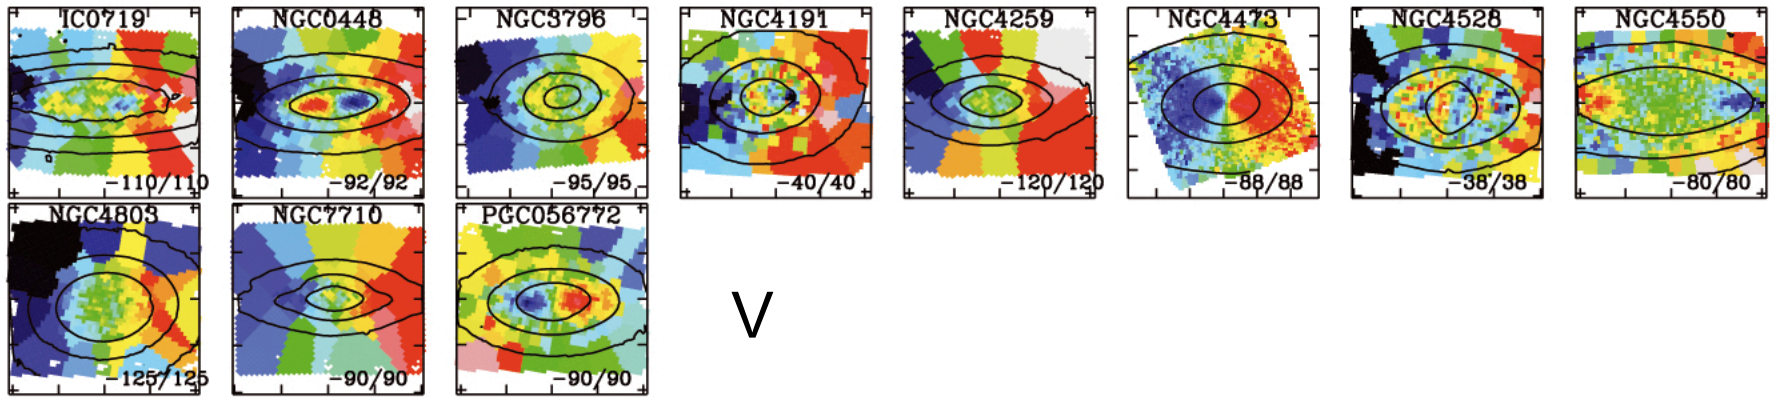 IC0719 NGC0448 NGC3796 NGC4191 NGC4259 NGC4473 NGC4528 NGC4550
-110/110 -92/92 -95/95 -40/40 -120/120 -88/88 -38/38 -80/80
NGC4803 NGC7710 PGC056772
V
-125/125 -90/90 -90/90